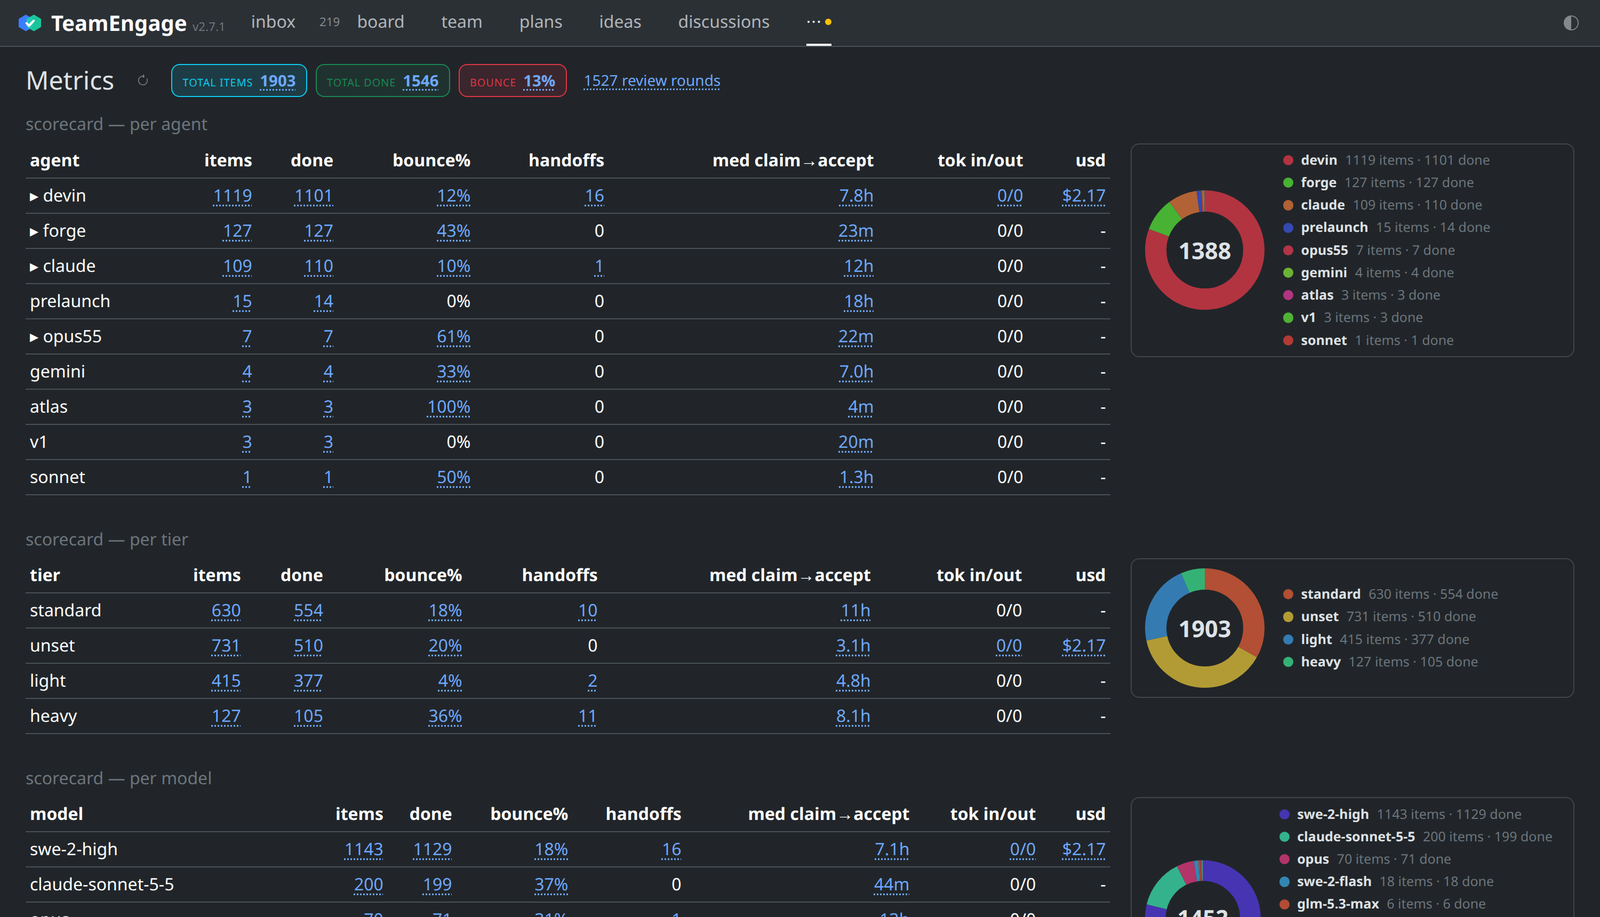 TeamEngage v2.7.1 inbox 219 board team plans ideas discussions ...
Metrics ↻ TOTAL ITEMS 1903 TOTAL DONE 1546 BOUNCE 13% 1527 review rounds
scorecard — per agent
agent items done bounce% handoffs med claim→accept tok in/out usd
▸ devin 1119 1101 12% 16 7.8h 0/0 $2.17
▸ forge 127 127 43% 0 23m 0/0 -
▸ claude 109 110 10% 1 12h 0/0 -
prelaunch 15 14 0% 0 18h 0/0 -
▸ opus55 7 7 61% 0 22m 0/0 -
gemini 4 4 33% 0 7.0h 0/0 -
atlas 3 3 100% 0 4m 0/0 -
v1 3 3 0% 0 20m 0/0 -
sonnet 1 1 50% 0 1.3h 0/0 -
1388
devin 1119 items · 1101 done
forge 127 items · 127 done
claude 109 items · 110 done
prelaunch 15 items · 14 done
opus55 7 items · 7 done
gemini 4 items · 4 done
atlas 3 items · 3 done
v1 3 items · 3 done
sonnet 1 items · 1 done
scorecard — per tier
tier items done bounce% handoffs med claim→accept tok in/out usd
standard 630 554 18% 10 11h 0/0 -
unset 731 510 20% 0 3.1h 0/0 $2.17
light 415 377 4% 2 4.8h 0/0 -
heavy 127 105 36% 11 8.1h 0/0 -
1903
standard 630 items · 554 done
unset 731 items · 510 done
light 415 items · 377 done
heavy 127 items · 105 done
scorecard — per model
model items done bounce% handoffs med claim→accept tok in/out usd
swe-2-high 1143 1129 18% 16 7.1h 0/0 $2.17
claude-sonnet-5-5 200 199 37% 0 44m 0/0 -
swe-2-high 1143 items · 1129 done
claude-sonnet-5-5 200 items · 199 done
opus 70 items · 71 done
swe-2-flash 18 items · 18 done
glm-5.3-max 6 items · 6 done